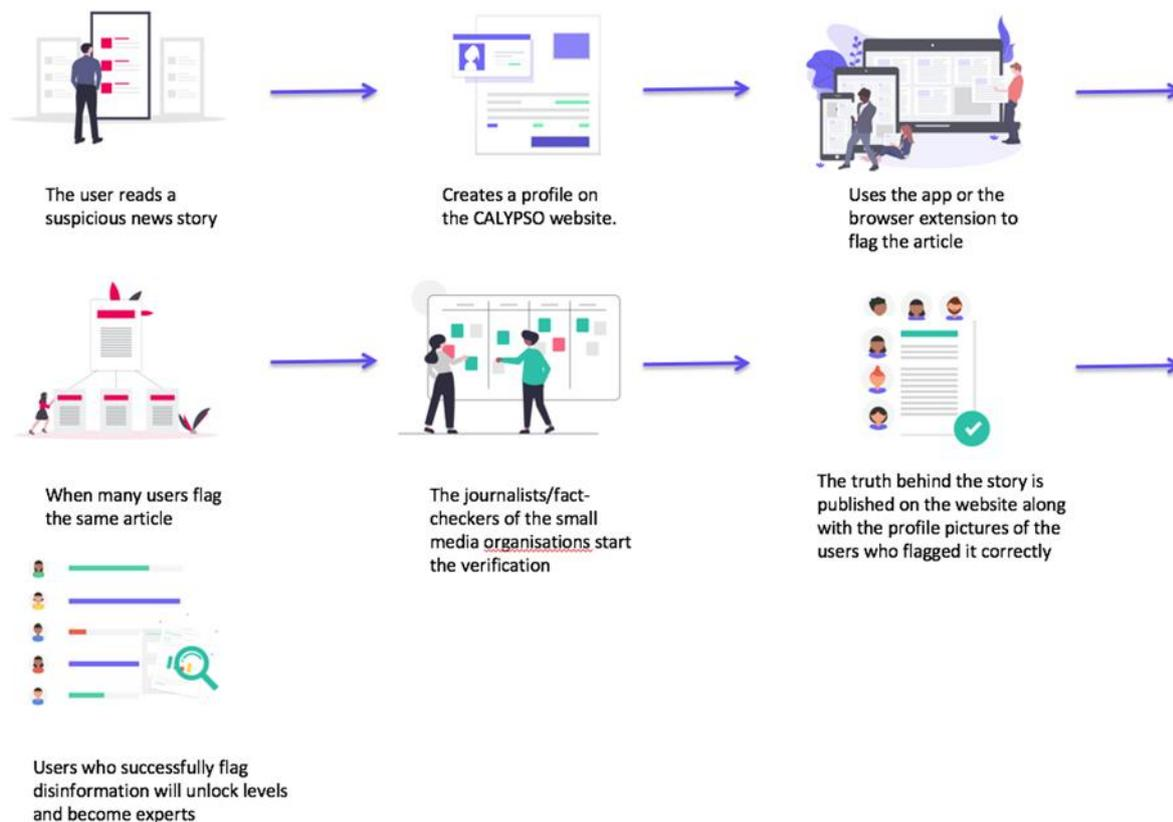 The user reads a
suspicious news story
Creates a profile on
the CALYPSO website.
Uses the app or the
browser extension to
flag the article
When many users flag
the same article
The journalists/fact-
checkers of the small
media organisations start
the verification
The truth behind the story is
published on the website along
with the profile pictures of the
users who flagged it correctly
Users who successfully flag
disinformation will unlock levels
and become experts